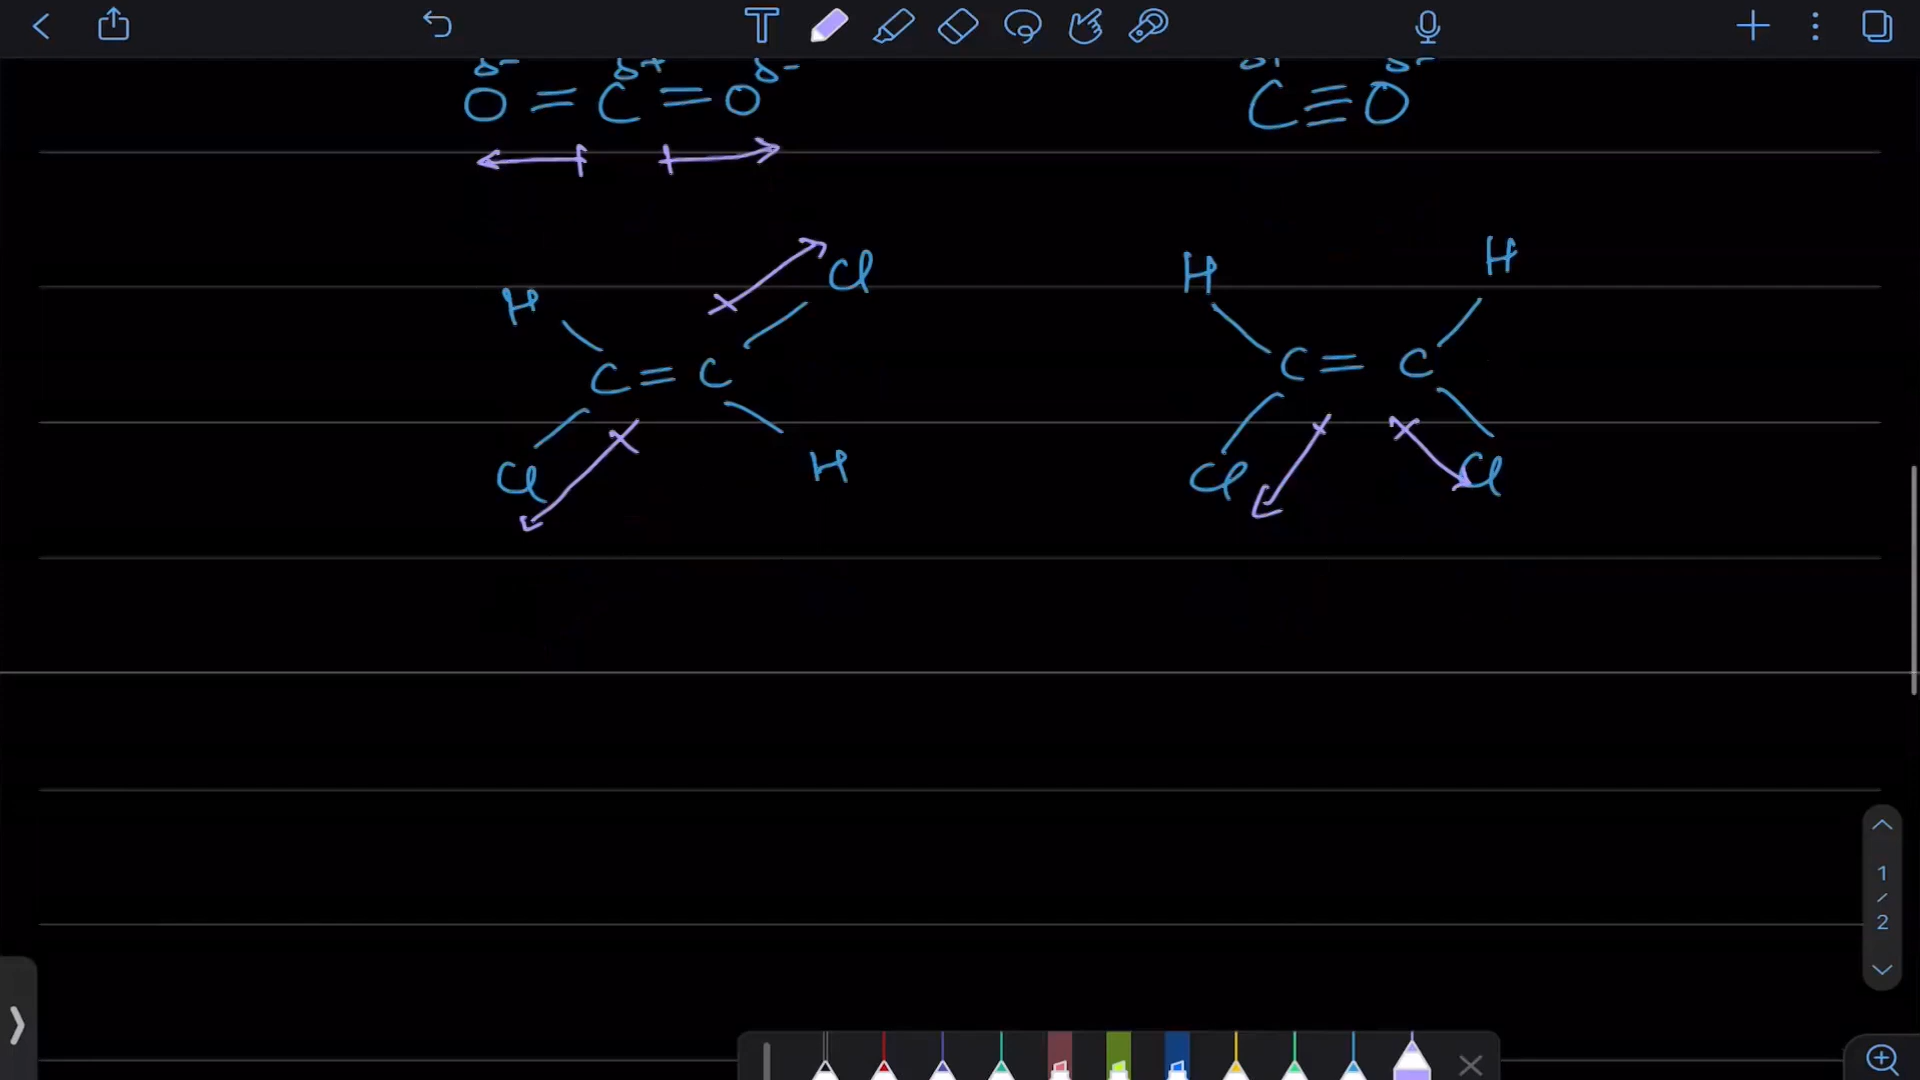 δ- δ+ δ-
O = C = O
δ-
C ≡ O
H Cl
C = C
Cl H
H H
C = C
Cl Cl
1
/
2